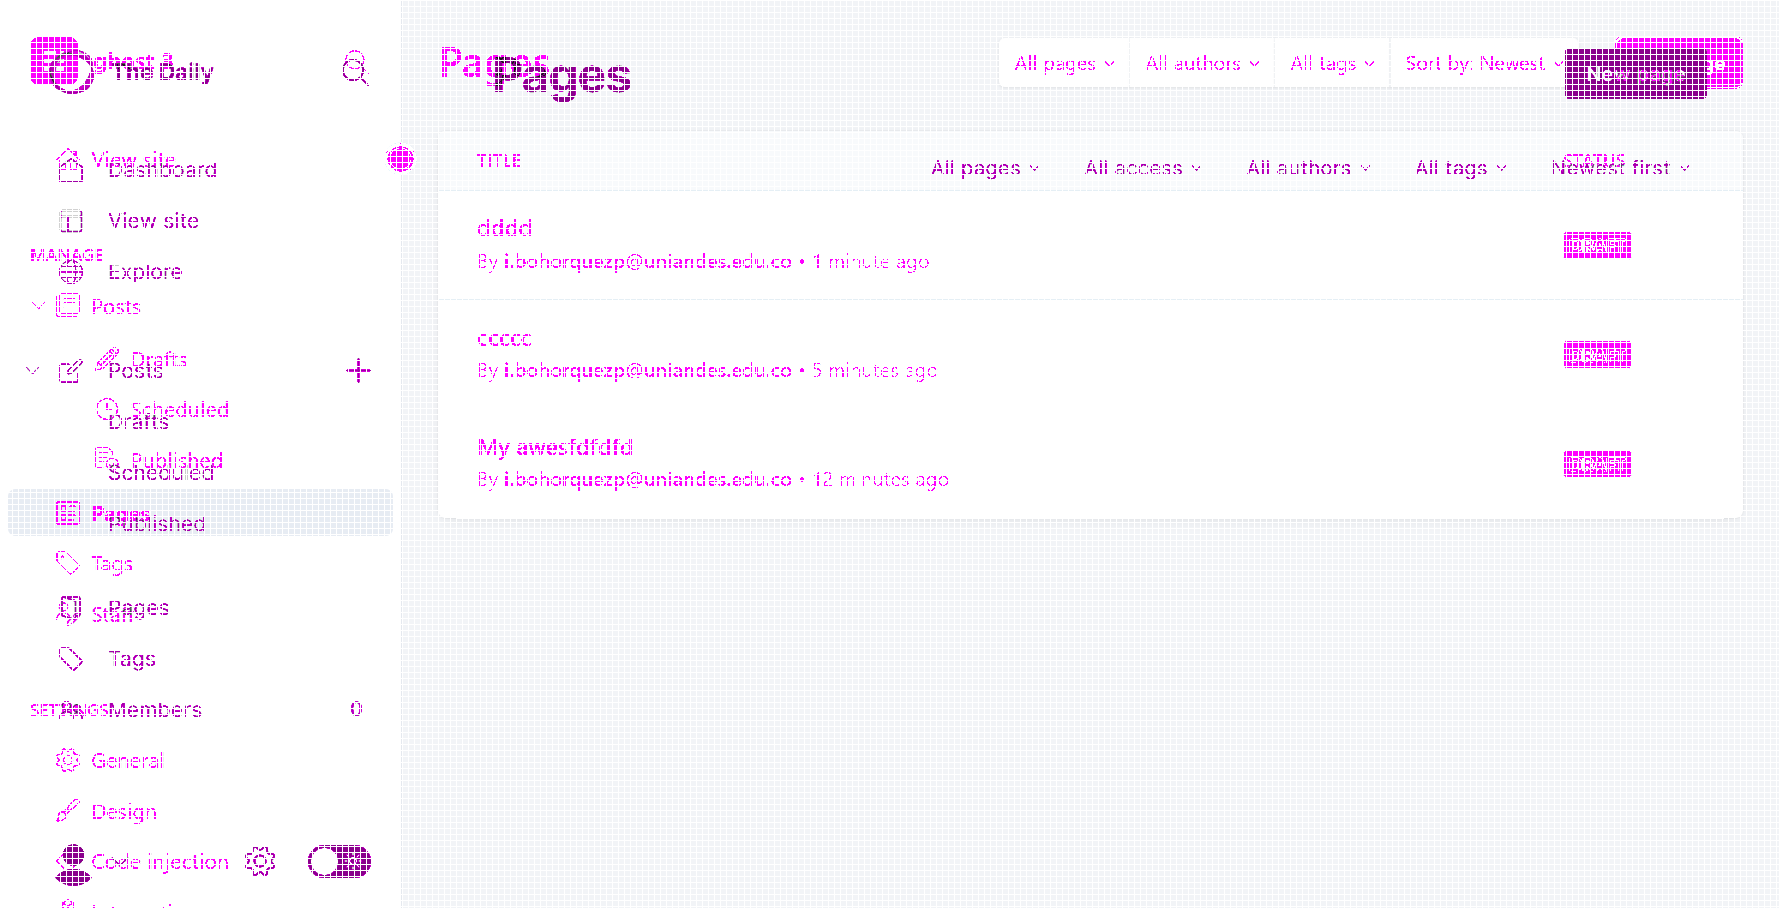 ghost 3
The Daily
Pages
Pages
All pages
All authors
All tags
Sort by: Newest
New page
View site
Dashboard
TITLE
All pages
All access
All authors
All tags
Newest first
STATUS
View site
dddd
DRAFT
MANAGE
By i.bohorquezp@uniandes.edu.co • 1 minute ago
Explore
Posts
ccccc
DRAFT
Drafts
Posts
By i.bohorquezp@uniandes.edu.co • 5 minutes ago
Scheduled
Drafts
My awesfdfdfd
Published
DRAFT
Scheduled
By i.bohorquezp@uniandes.edu.co • 12 minutes ago
Pages
Published
Tags
Pages
Staff
Tags
SETTINGS
Members
0
General
Design
Code injection